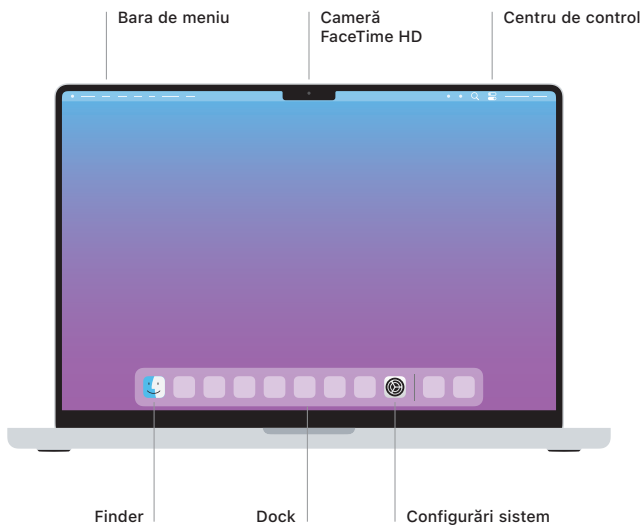 Bara de meniu
Cameră
FaceTime HD
Centru de control
Finder
Dock
Configurări sistem